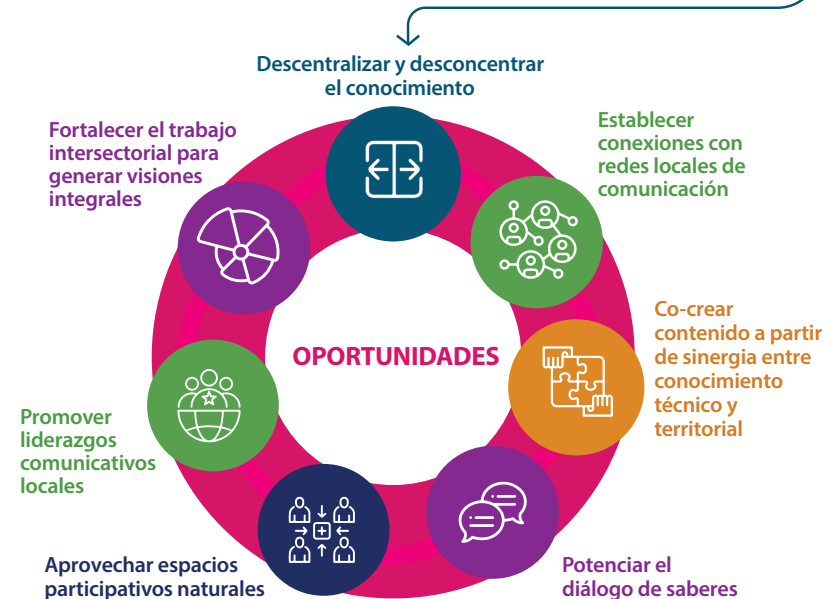 Descentralizar y desconcentrar
el conocimiento
Establecer
conexiones con
redes locales de
comunicación
Co-crear
contenido a partir
de sinergia entre
conocimiento
técnico y
territorial
Potenciar el
diálogo de saberes
Aprovechar espacios
participativos naturales
Promover
liderazgos
comunicativos
locales
Fortalecer el trabajo
intersectorial para
generar visiones
integrales
OPORTUNIDADES